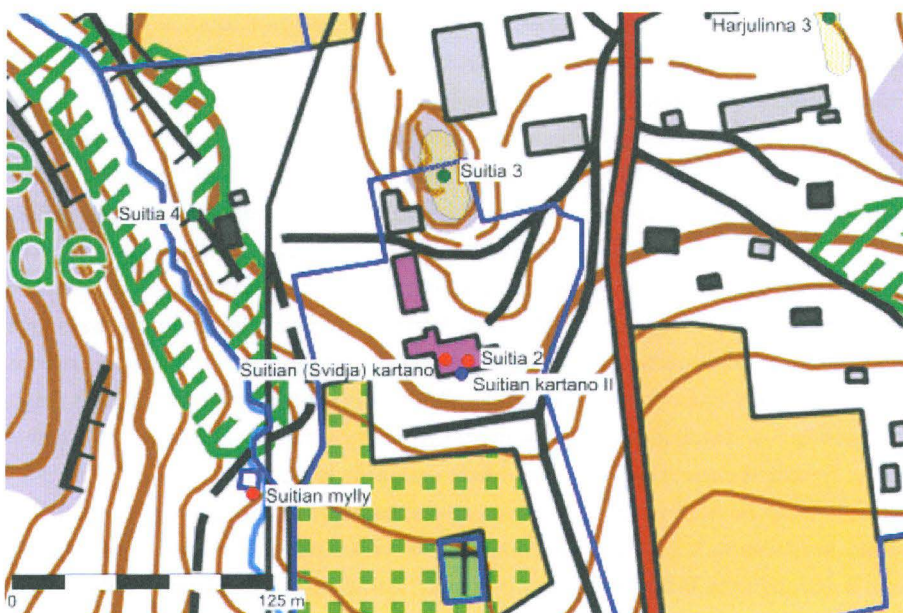 Harjulinna 3
Suitia 3
e
Suitia 4
de
Suitia 2
Suitian (Svidja) kartano
Suitian kartano II
Suitian mylly
0
125 m